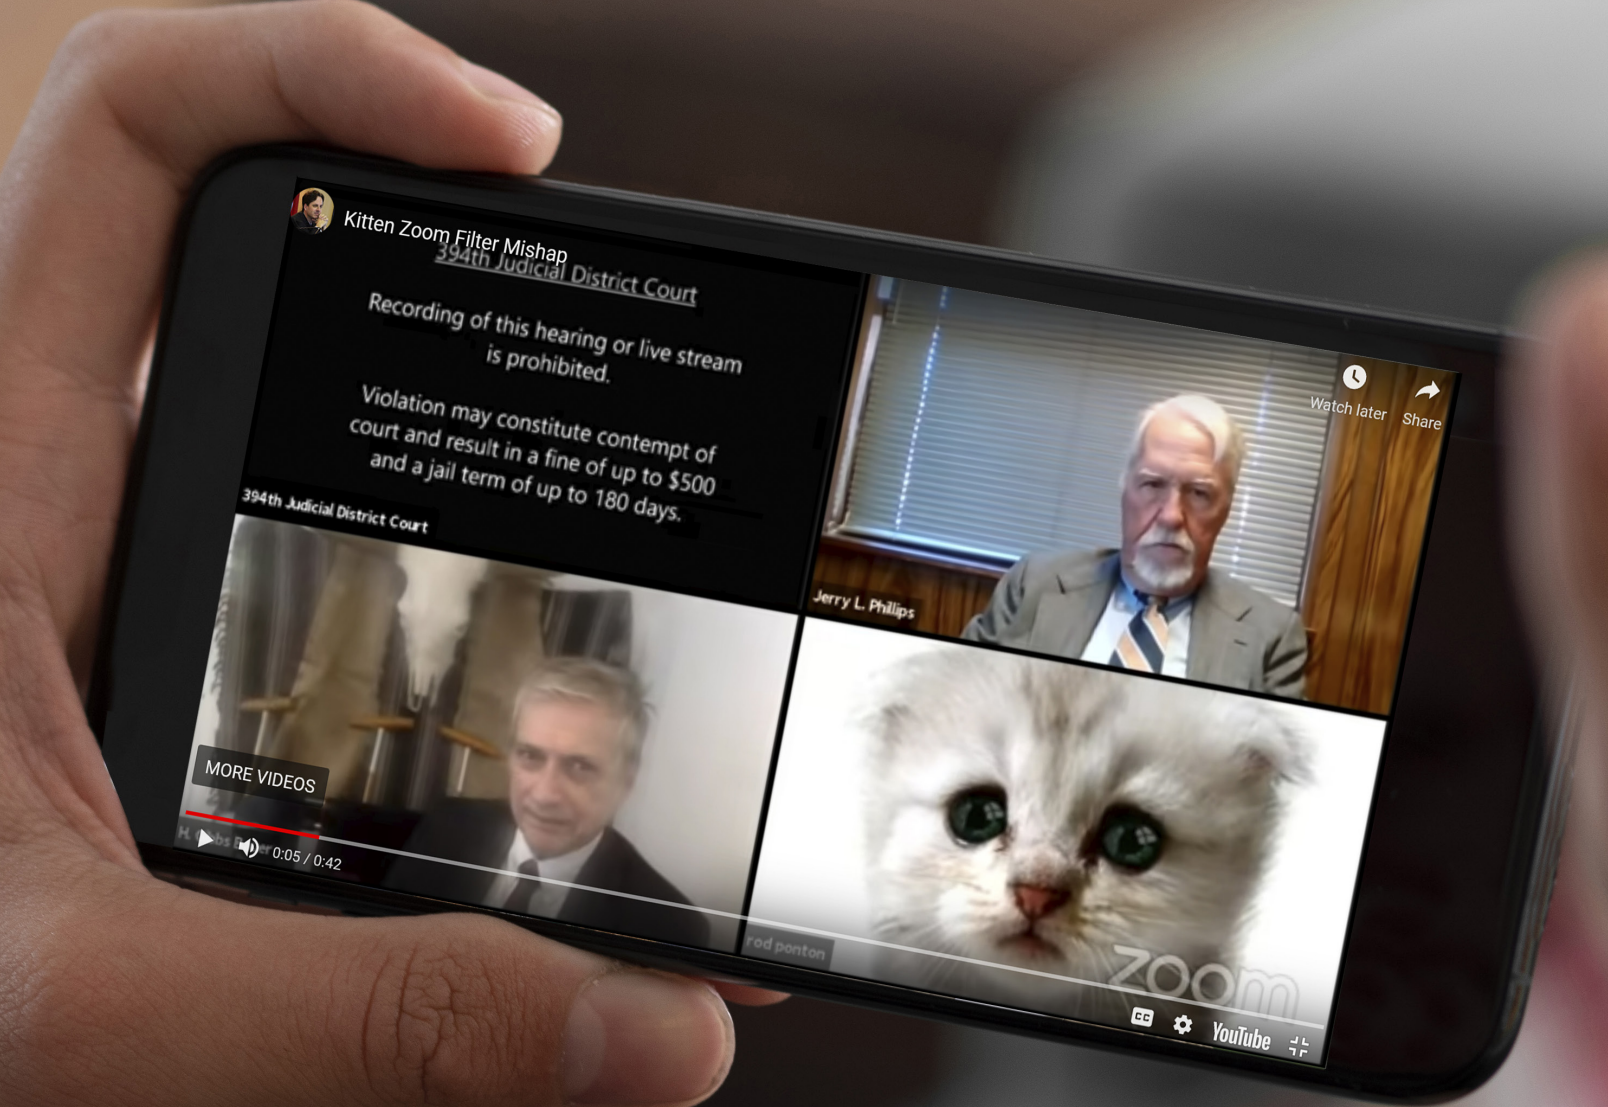 Kitten Zoom Filter Mishap
394th Judicial District Court
Recording of this hearing or live stream
is prohibited.
Violation may constitute contempt of
court and result in a fine of up to $500
and a jail term of up to 180 days.
394th Judicial District Court
Watch later
Share
Jerry L. Phillips
MORE VIDEOS
H.
0:05 / 0:42
rod ponton
zoom
CC
YouTube